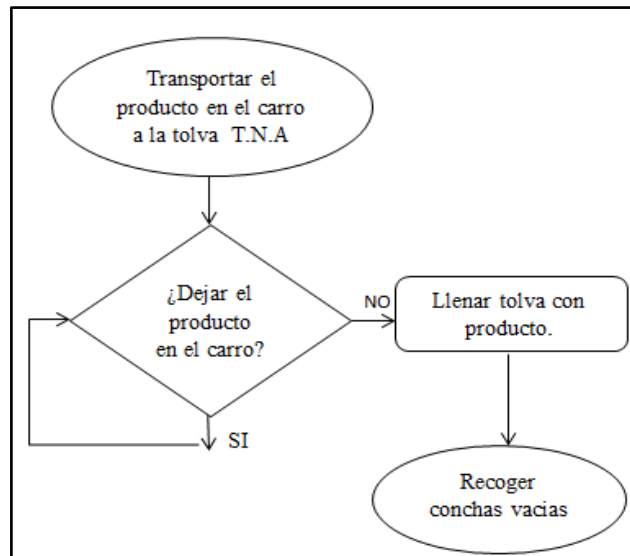 Transportar el
producto en el carro
a la tolva T.N.A
¿Dejar el
producto
en el carro?
NO
Llenar tolva con
producto.
SI
Recoger
conchas vacias